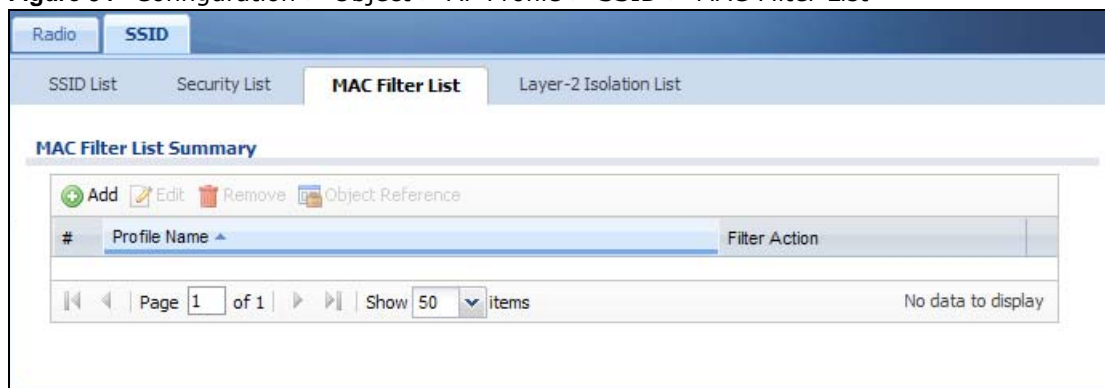 Radio SSID
SSID List Security List MAC Filter List Layer-2 Isolation List
MAC Filter List Summary
Add Edit Remove Object Reference
# Profile Name Filter Action
Page 1 of 1 Show 50 items No data to display